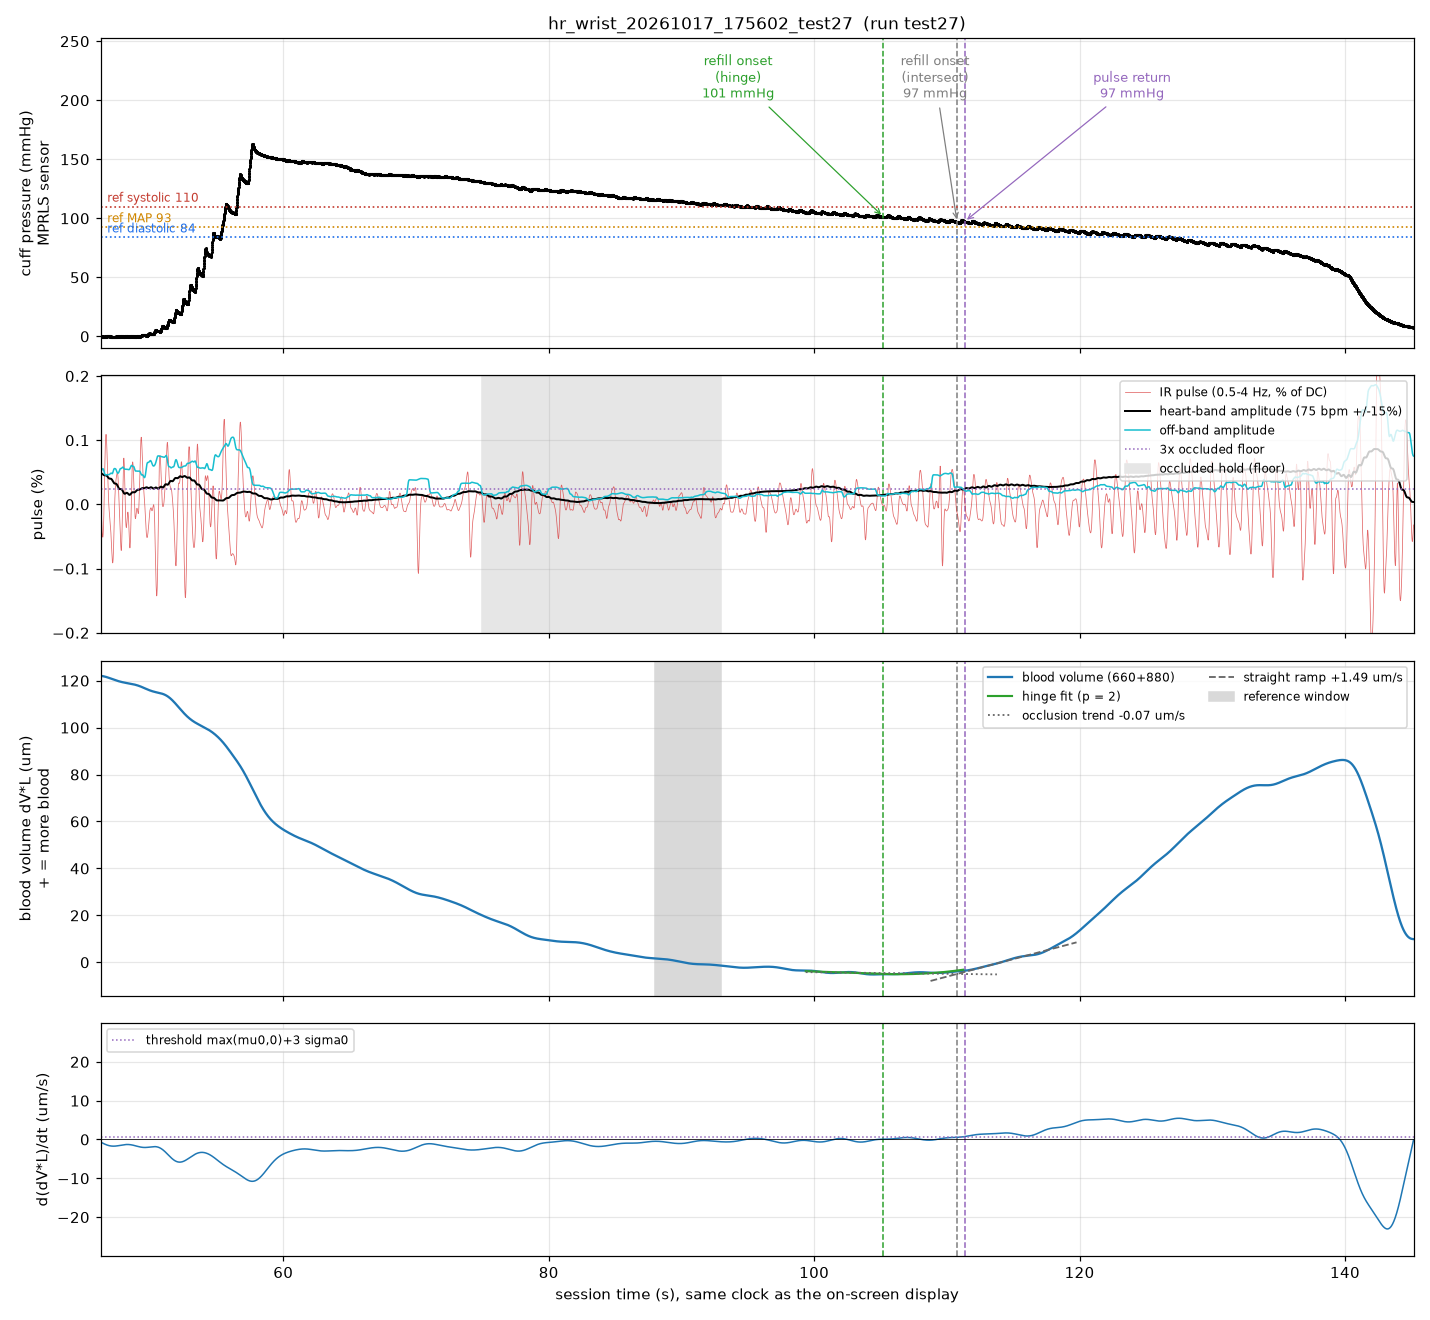 hr_wrist_20261017_175602_test27  (run test27)
cuff pressure (mmHg)
MPRLS sensor
250
200
150
100
50
0
refill onset
(hinge)
101 mmHg
refill onset
(intersect)
97 mmHg
pulse return
97 mmHg
ref systolic 110
ref MAP 93
ref diastolic 84
pulse (%)
0.2
0.1
0.0
−0.1
−0.2
IR pulse (0.5-4 Hz, % of DC)
heart-band amplitude (75 bpm +/-15%)
off-band amplitude
3x occluded floor
occluded hold (floor)
blood volume dV*L (um)
+ = more blood
120
100
80
60
40
20
0
blood volume (660+880)
hinge fit (p = 2)
occlusion trend -0.07 um/s
straight ramp +1.49 um/s
reference window
d(dV*L)/dt (um/s)
20
10
0
−10
−20
threshold max(mu0,0)+3 sigma0
60
80
100
120
140
session time (s), same clock as the on-screen display